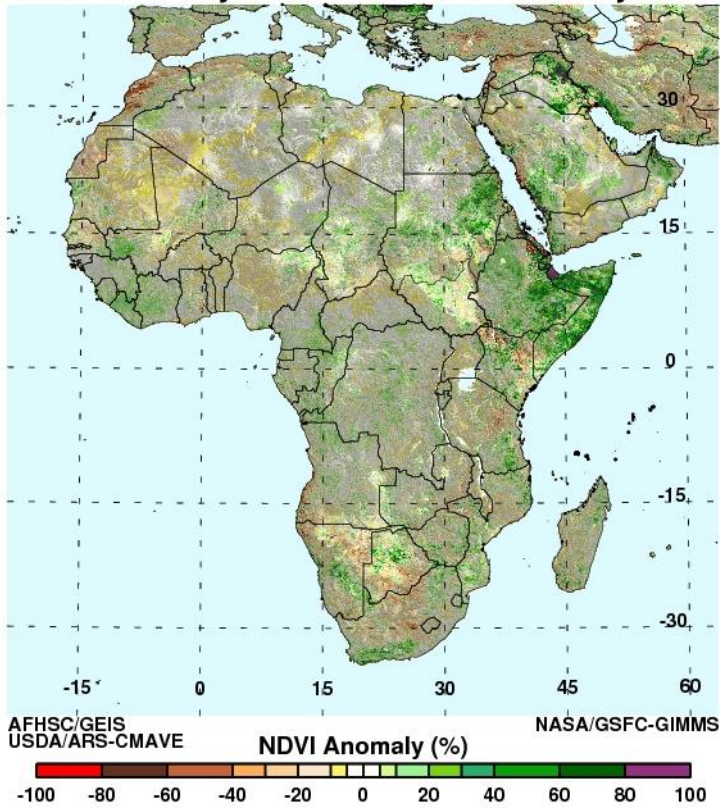 30
15
0
-15
-30
-15 0 15 30 45 60
AFHSC/GEIS NASA/GSFC-GIMMS
USDA/ARS-CMAVE
NDVI Anomaly (%)
-100 -80 -60 -40 -20 0 20 40 60 80 100